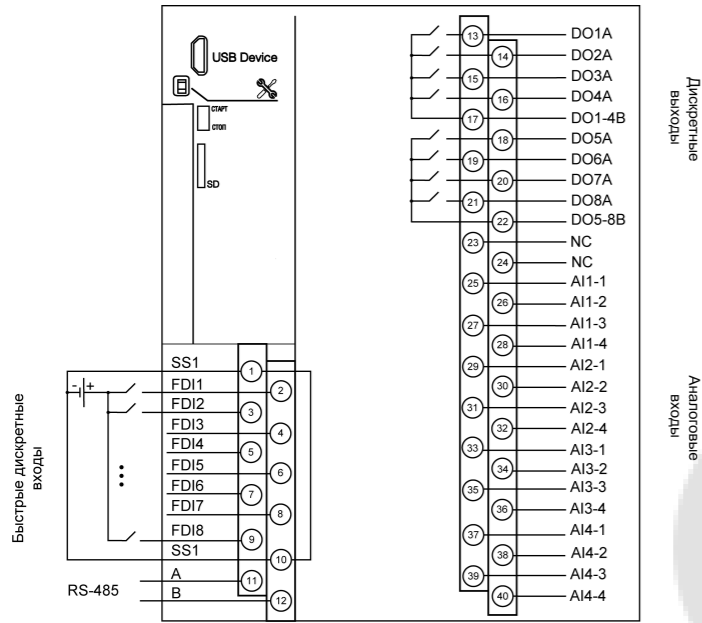 USB Device
СТАРТ
СТОП
SD
SS1 1
FDI1 2
FDI2 3
FDI3 4
FDI4 5
FDI5 6
FDI6 7
FDI7 8
FDI8 9
SS1 10
A 11
B 12
- +
RS-485
Быстрые дискретные
входы
13 DO1A
14 DO2A
15 DO3A
16 DO4A
17 DO1-4B
18 DO5A
19 DO6A
20 DO7A
21 DO8A
22 DO5-8B
23 NC
24 NC
25 AI1-1
26 AI1-2
27 AI1-3
28 AI1-4
29 AI2-1
30 AI2-2
31 AI2-3
32 AI2-4
33 AI3-1
34 AI3-2
35 AI3-3
36 AI3-4
37 AI4-1
38 AI4-2
39 AI4-3
40 AI4-4
Дискретные
выходы
Аналоговые
входы